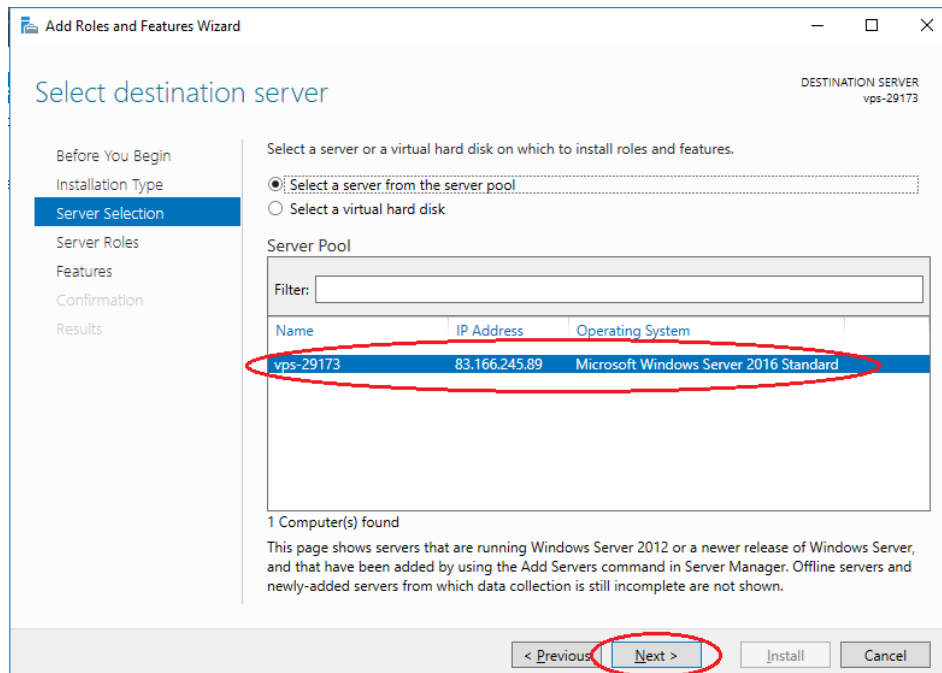 Add Roles and Features Wizard
Select destination server
DESTINATION SERVER
vps-29173
Before You Begin
Installation Type
Server Selection
Server Roles
Features
Confirmation
Results
Select a server or a virtual hard disk on which to install roles and features.
Select a server from the server pool
Select a virtual hard disk
Server Pool
Filter:
Name IP Address Operating System
vps-29173 83.166.245.89 Microsoft Windows Server 2016 Standard
1 Computer(s) found
This page shows servers that are running Windows Server 2012 or a newer release of Windows Server,
and that have been added by using the Add Servers command in Server Manager. Offline servers and
newly-added servers from which data collection is still incomplete are not shown.
< Previous Next > Install Cancel